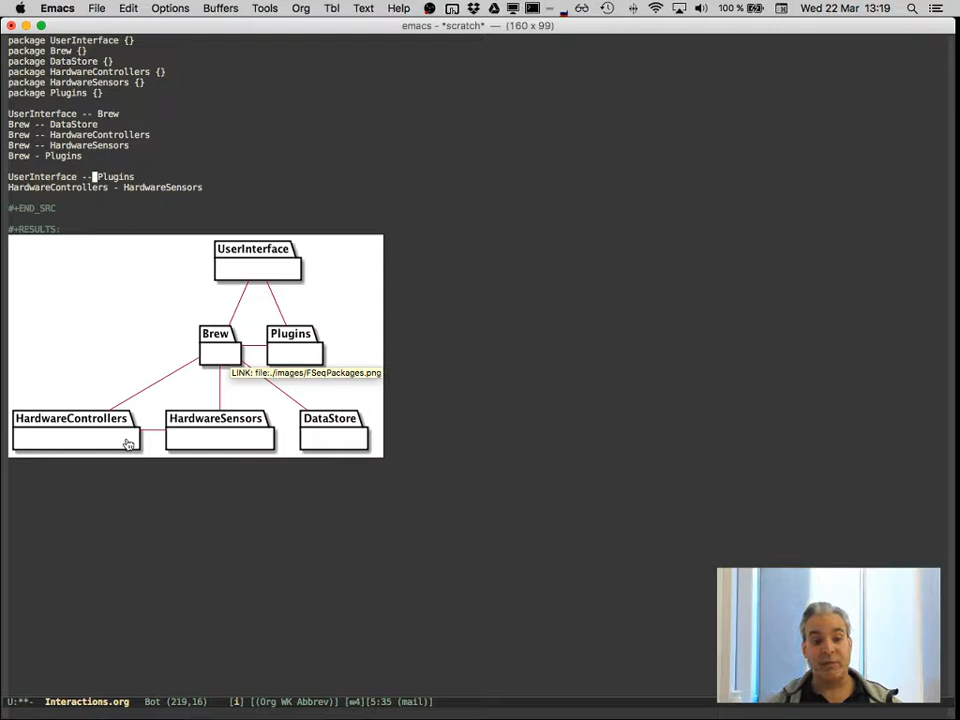 Emacs File Edit Options Buffers Tools Org Tbl Text Help 100 % Wed 22 Mar 13:19
emacs - *scratch* — (160 x 99)
package UserInterface {}
package Brew {}
package DataStore {}
package HardwareControllers {}
package HardwareSensors {}
package Plugins {}
UserInterface -- Brew
Brew -- DataStore
Brew -- HardwareControllers
Brew -- HardwareSensors
Brew - Plugins
UserInterface -- Plugins
HardwareControllers - HardwareSensors
#+END_SRC
#+RESULTS:
UserInterface
Brew Plugins
LINK: file:./images/FSeqPackages.png
HardwareControllers HardwareSensors DataStore
U:**- Interactions.org Bot (219,16) [i] [(Org WK Abbrev)] [✉4][5:35 (mail)]